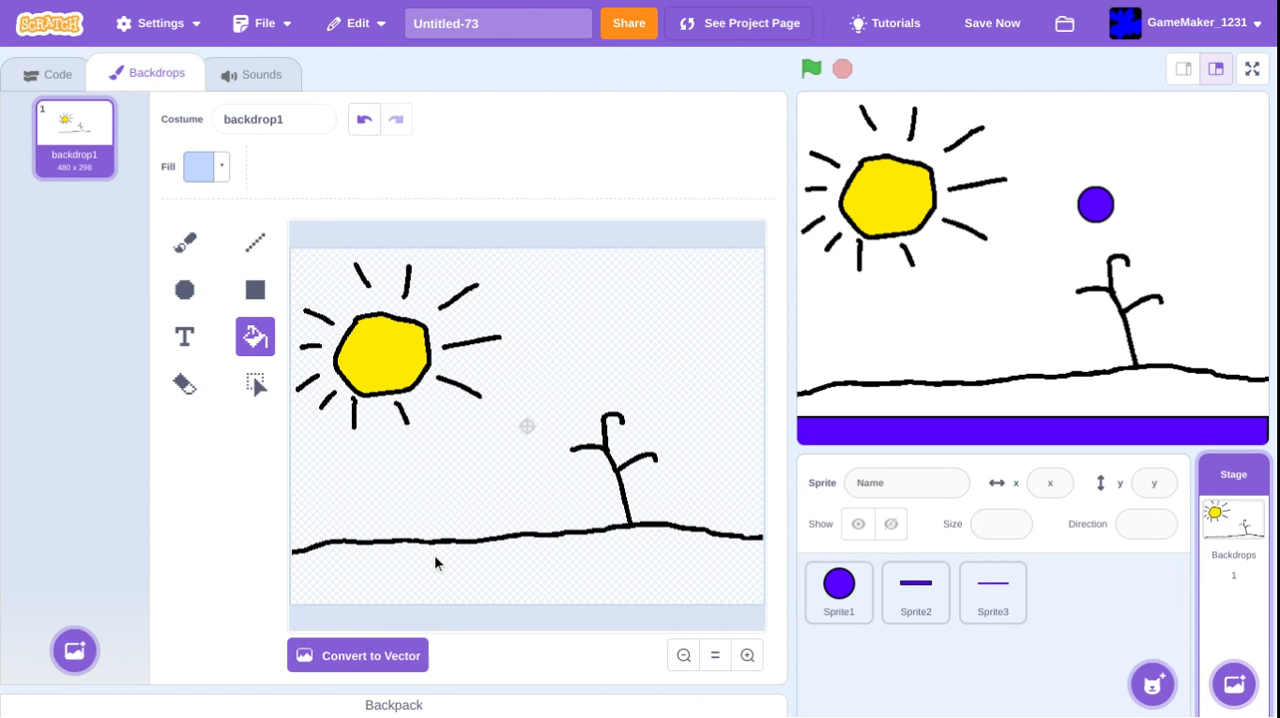 SCRATCH Settings File Edit Untitled-73 Share See Project Page Tutorials Save Now GameMaker_1231
Code Backdrops Sounds
1
backdrop1
480 x 298
Costume backdrop1
Fill
T
Convert to Vector
Backpack
Sprite Name x x y y
Show Size Direction
Sprite1 Sprite2 Sprite3
Stage
Backdrops
1